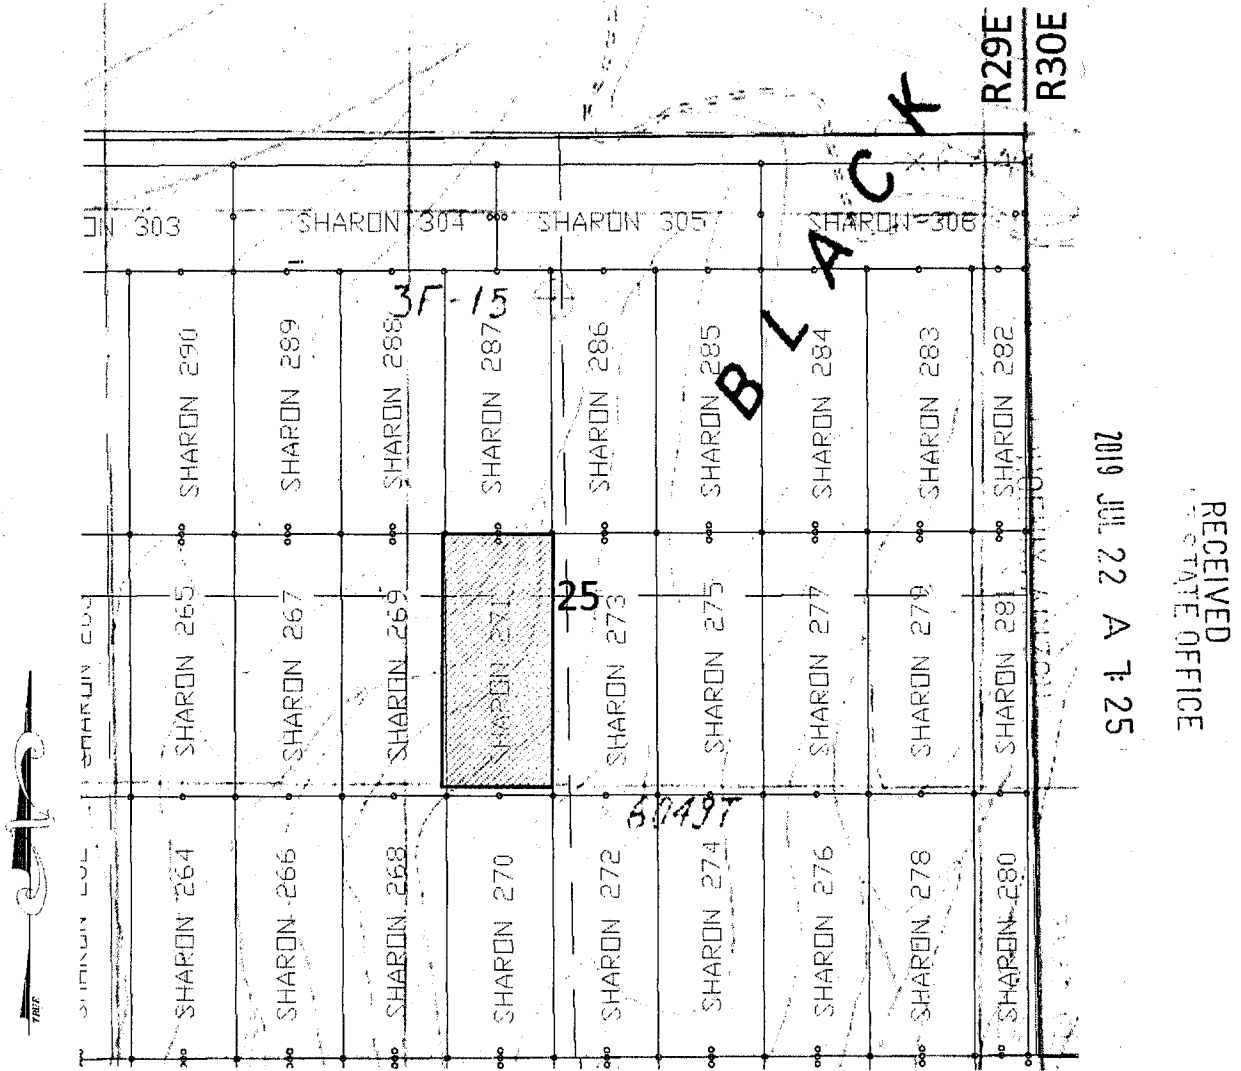 R29E
R30E
BLACK
ON 303
SHARON 304
SHARON 305
SHARON 306
3F-15
SHARON 290
SHARON 289
SHARON 288
SHARON 287
SHARON 286
SHARON 285
SHARON 284
SHARON 283
SHARON 282
SHARON 265
SHARON 267
SHARON 269
SHARON 271
25
SHARON 273
SHARON 275
SHARON 277
SHARON 279
SHARON 281
6049T
SHARON 264
SHARON 266
SHARON 268
SHARON 270
SHARON 272
SHARON 274
SHARON 276
SHARON 278
SHARON 280
TRUE
RECEIVED
STATE OFFICE
2019 JUL 22 A 7:25